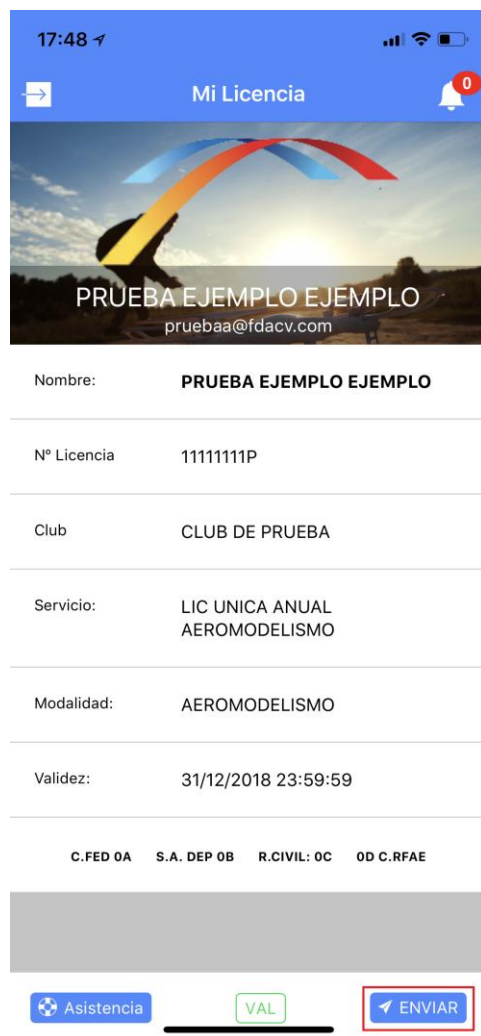 17:48
Mi Licencia
0
PRUEBA EJEMPLO EJEMPLO
pruebaa@fdacv.com
Nombre: PRUEBA EJEMPLO EJEMPLO
Nº Licencia 11111111P
Club CLUB DE PRUEBA
Servicio: LIC UNICA ANUAL
AEROMODELISMO
Modalidad: AEROMODELISMO
Validez: 31/12/2018 23:59:59
C.FED 0A S.A. DEP 0B R.CIVIL: 0C 0D C.RFAE
Asistencia VAL ENVIAR